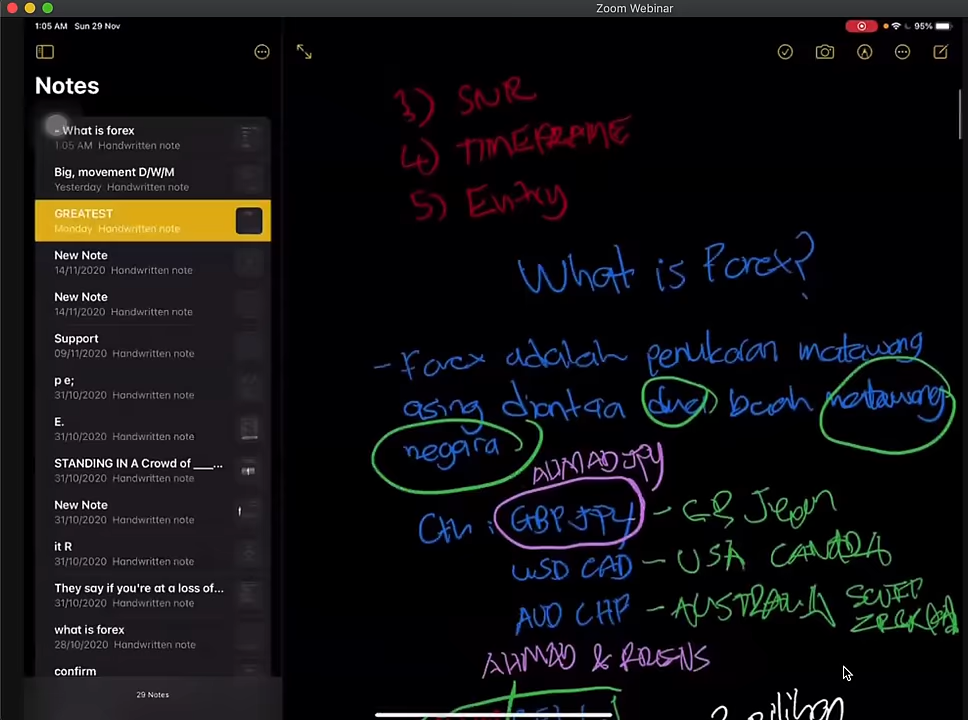 Zoom Webinar
1:05 AM Sun 29 Nov
95%
Notes
- What is forex
1:05 AM Handwritten note
Big, movement D/W/M
Yesterday Handwritten note
GREATEST
Monday Handwritten note
New Note
14/11/2020 Handwritten note
New Note
14/11/2020 Handwritten note
Support
09/11/2020 Handwritten note
p e;
31/10/2020 Handwritten note
E.
31/10/2020 Handwritten note
STANDING IN A Crowd of ___...
31/10/2020 Handwritten note
New Note
31/10/2020 Handwritten note
it R
31/10/2020 Handwritten note
They say if you're at a loss of...
31/10/2020 Handwritten note
what is forex
28/10/2020 Handwritten note
confirm
29 Notes
3) SNR
4) TIMEFRAME
5) Entry
What is Forex?
- Forex adalah penukaran matawang
asing diantara dua buah matawang
negara
AHMAD JPY
Cth : GBP JPY - GB Jepun
USD CAD - USA CANADA
AUD CHF - AUSTRALIA
AHMAD &
pilihan